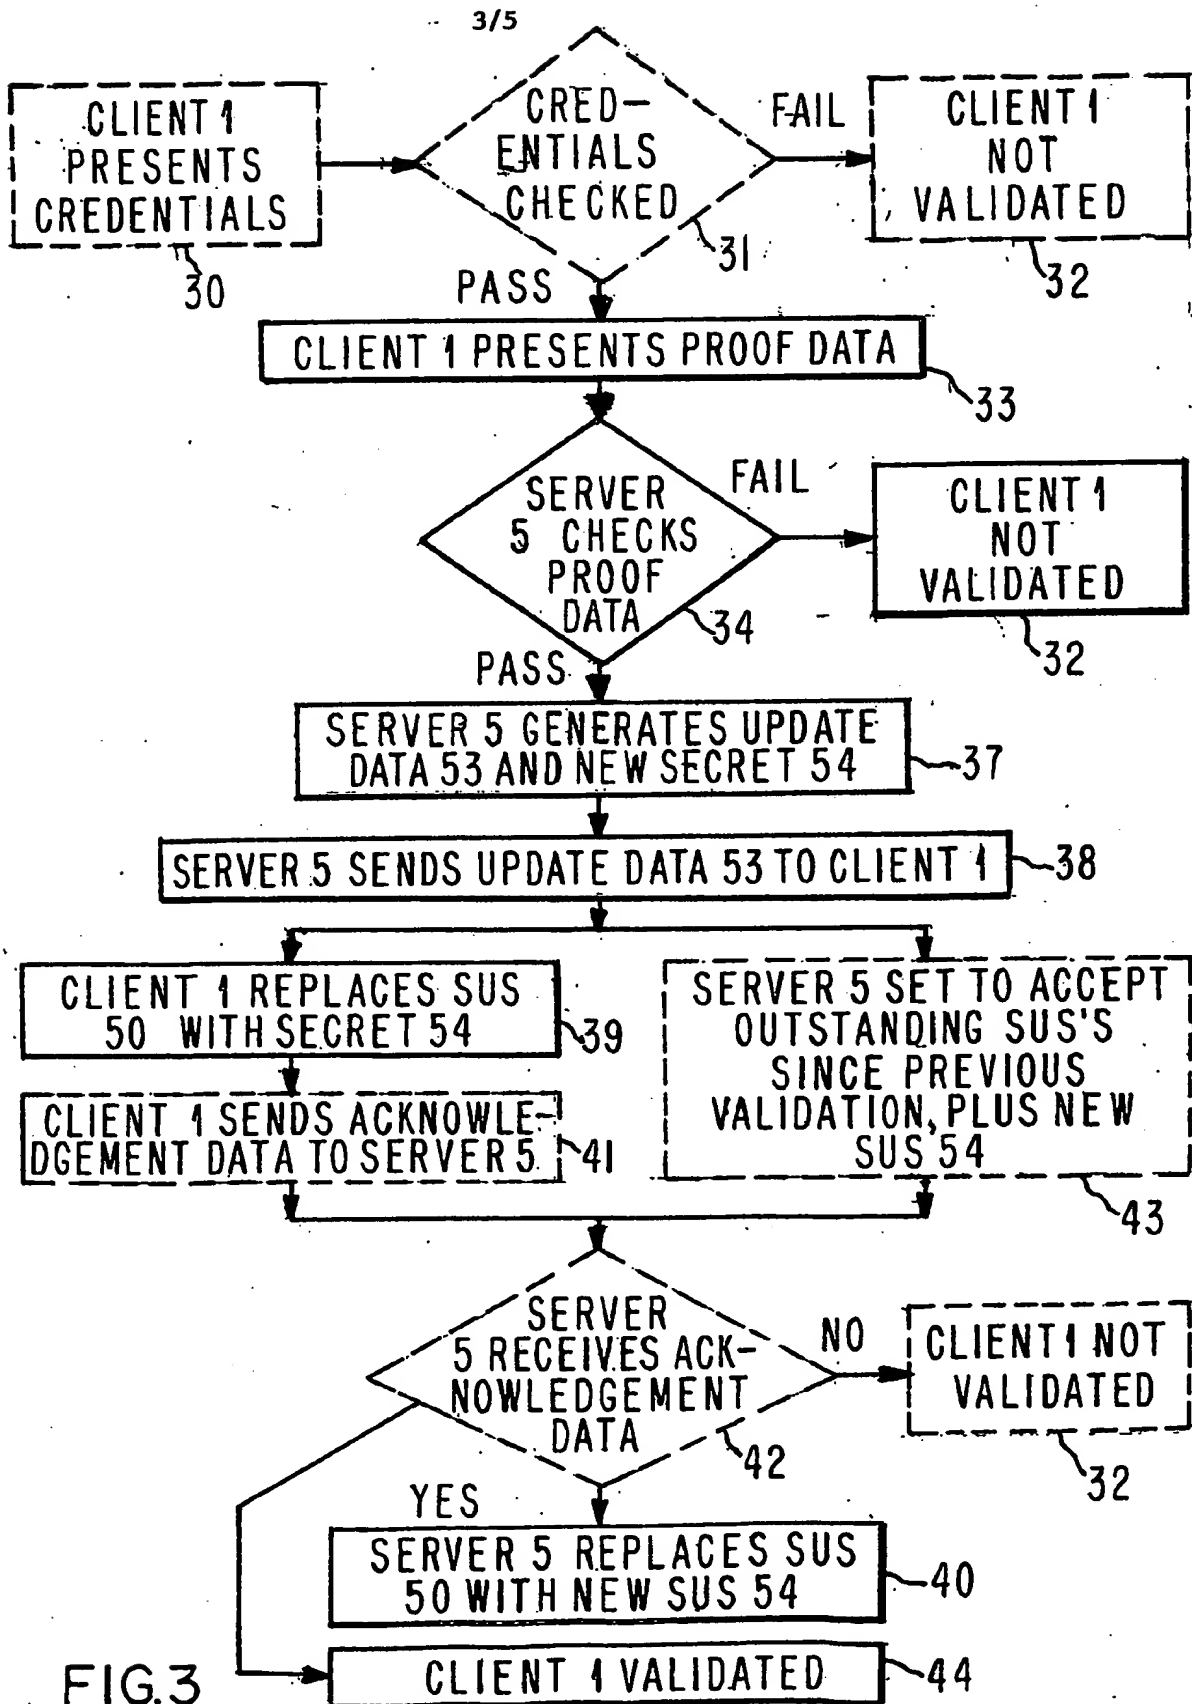 3/5
CLIENT 1
PRESENTS
CREDENTIALS
30
CRED-
ENTIALS
CHECKED
31
FAIL
CLIENT 1
NOT
VALIDATED
32
PASS
CLIENT 1 PRESENTS PROOF DATA
33
SERVER
5 CHECKS
PROOF
DATA
34
FAIL
CLIENT 1
NOT
VALIDATED
32
PASS
SERVER 5 GENERATES UPDATE
DATA 53 AND NEW SECRET 54
37
SERVER 5 SENDS UPDATE DATA 53 TO CLIENT 1
38
CLIENT 1 REPLACES SUS
50 WITH SECRET 54
39
CLIENT 1 SENDS ACKNOWLE-
DGEMENT DATA TO SERVER 5
41
SERVER 5 SET TO ACCEPT
OUTSTANDING SUS'S
SINCE PREVIOUS
VALIDATION, PLUS NEW
SUS 54
43
SERVER
5 RECEIVES ACK-
NOWLEDGEMENT
DATA
42
NO
CLIENT 1 NOT
VALIDATED
32
YES
SERVER 5 REPLACES SUS
50 WITH NEW SUS 54
40
CLIENT 1 VALIDATED
44
FIG.3